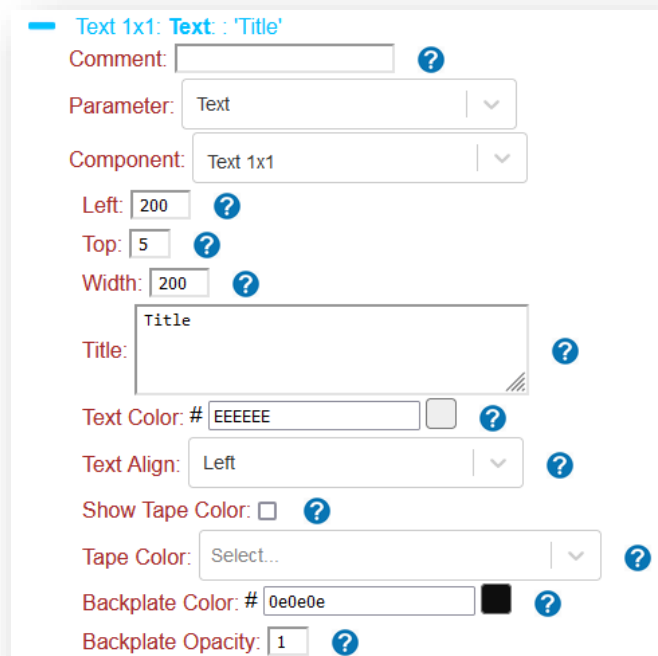 Text 1x1: Text: : 'Title'
Comment: ?
Parameter: Text
Component: Text 1x1
Left: 200 ?
Top: 5 ?
Width: 200 ?
Title: Title ?
Text Color: # EEEEEE ?
Text Align: Left ?
Show Tape Color: ?
Tape Color: Select... ?
Backplate Color: # 0e0e0e ?
Backplate Opacity: 1 ?